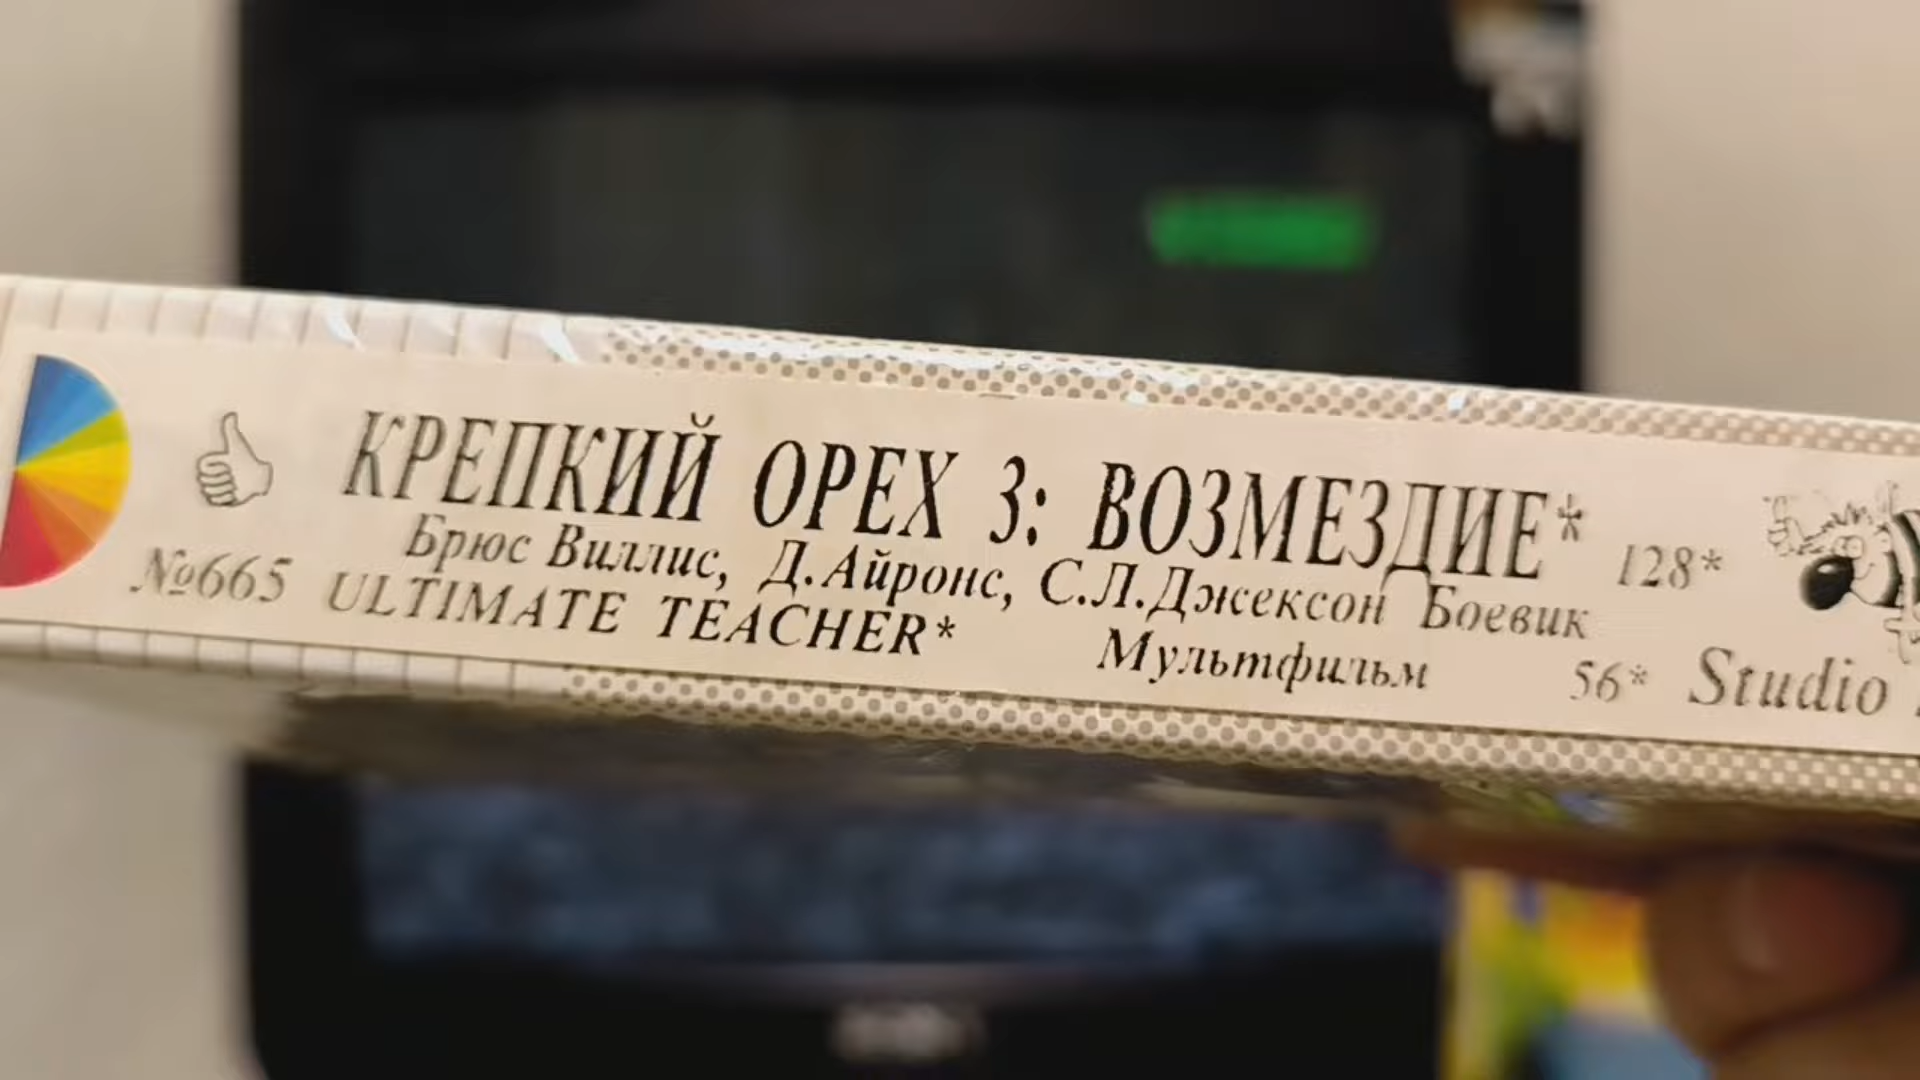 КРЕПКИЙ ОРЕХ 3: ВОЗМЕЗДИЕ* 128*
Брюс Виллис, Д.Айронс, С.Л.Джексон Боевик
№665 ULTIMATE TEACHER* Мультфильм 56* Studio